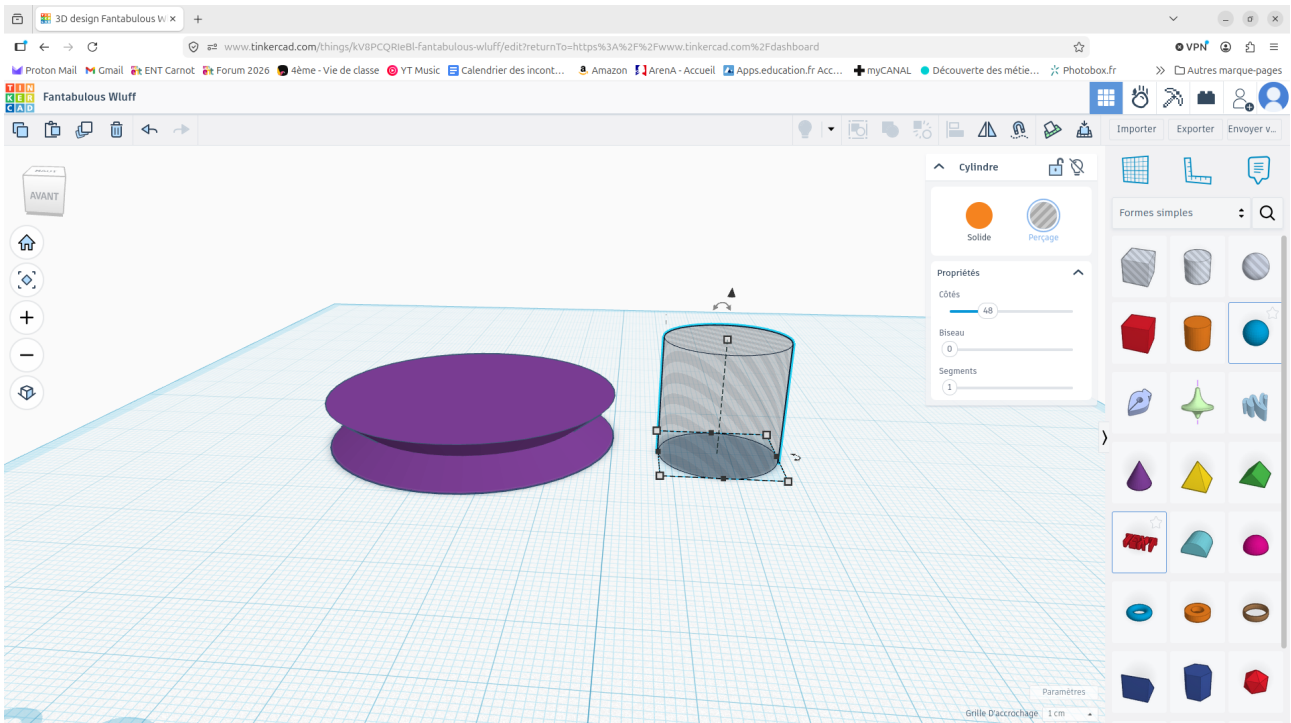 3D design Fantabulous W
www.tinkercad.com/things/kV8PCQRIeBl-fantabulous-wluff/edit?returnTo=https%3A%2F%2Fwww.tinkercad.com%2Fdashboard
VPN
Proton Mail Gmail ENT Carnot Forum 2026 4ème - Vie de classe YT Music Calendrier des incont... Amazon ArenA - Accueil Apps.education.fr Acc... myCANAL Découverte des métie... Photobox.fr Autres marque-pages
TIN
KER
CAD
Fantabulous Wluff
Importer Exporter Envoyer v...
AVANT
Cylindre
Solide Perçage
Propriétés
Côtés
48
Biseau
0
Segments
1
Formes simples
TEXT
Paramètres
Grille D'accrochage 1 cm